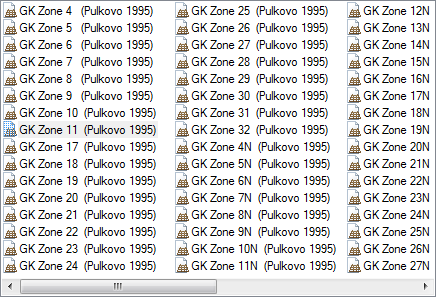 GK Zone 4 (Pulkovo 1995)
GK Zone 5 (Pulkovo 1995)
GK Zone 6 (Pulkovo 1995)
GK Zone 7 (Pulkovo 1995)
GK Zone 8 (Pulkovo 1995)
GK Zone 9 (Pulkovo 1995)
GK Zone 10 (Pulkovo 1995)
GK Zone 11 (Pulkovo 1995)
GK Zone 17 (Pulkovo 1995)
GK Zone 18 (Pulkovo 1995)
GK Zone 19 (Pulkovo 1995)
GK Zone 20 (Pulkovo 1995)
GK Zone 21 (Pulkovo 1995)
GK Zone 22 (Pulkovo 1995)
GK Zone 23 (Pulkovo 1995)
GK Zone 24 (Pulkovo 1995)
GK Zone 25 (Pulkovo 1995)
GK Zone 26 (Pulkovo 1995)
GK Zone 27 (Pulkovo 1995)
GK Zone 28 (Pulkovo 1995)
GK Zone 29 (Pulkovo 1995)
GK Zone 30 (Pulkovo 1995)
GK Zone 31 (Pulkovo 1995)
GK Zone 32 (Pulkovo 1995)
GK Zone 4N (Pulkovo 1995)
GK Zone 5N (Pulkovo 1995)
GK Zone 6N (Pulkovo 1995)
GK Zone 7N (Pulkovo 1995)
GK Zone 8N (Pulkovo 1995)
GK Zone 9N (Pulkovo 1995)
GK Zone 10N (Pulkovo 1995)
GK Zone 11N (Pulkovo 1995)
GK Zone 12N
GK Zone 13N
GK Zone 14N
GK Zone 15N
GK Zone 16N
GK Zone 17N
GK Zone 18N
GK Zone 19N
GK Zone 20N
GK Zone 21N
GK Zone 22N
GK Zone 23N
GK Zone 24N
GK Zone 25N
GK Zone 26N
GK Zone 27N